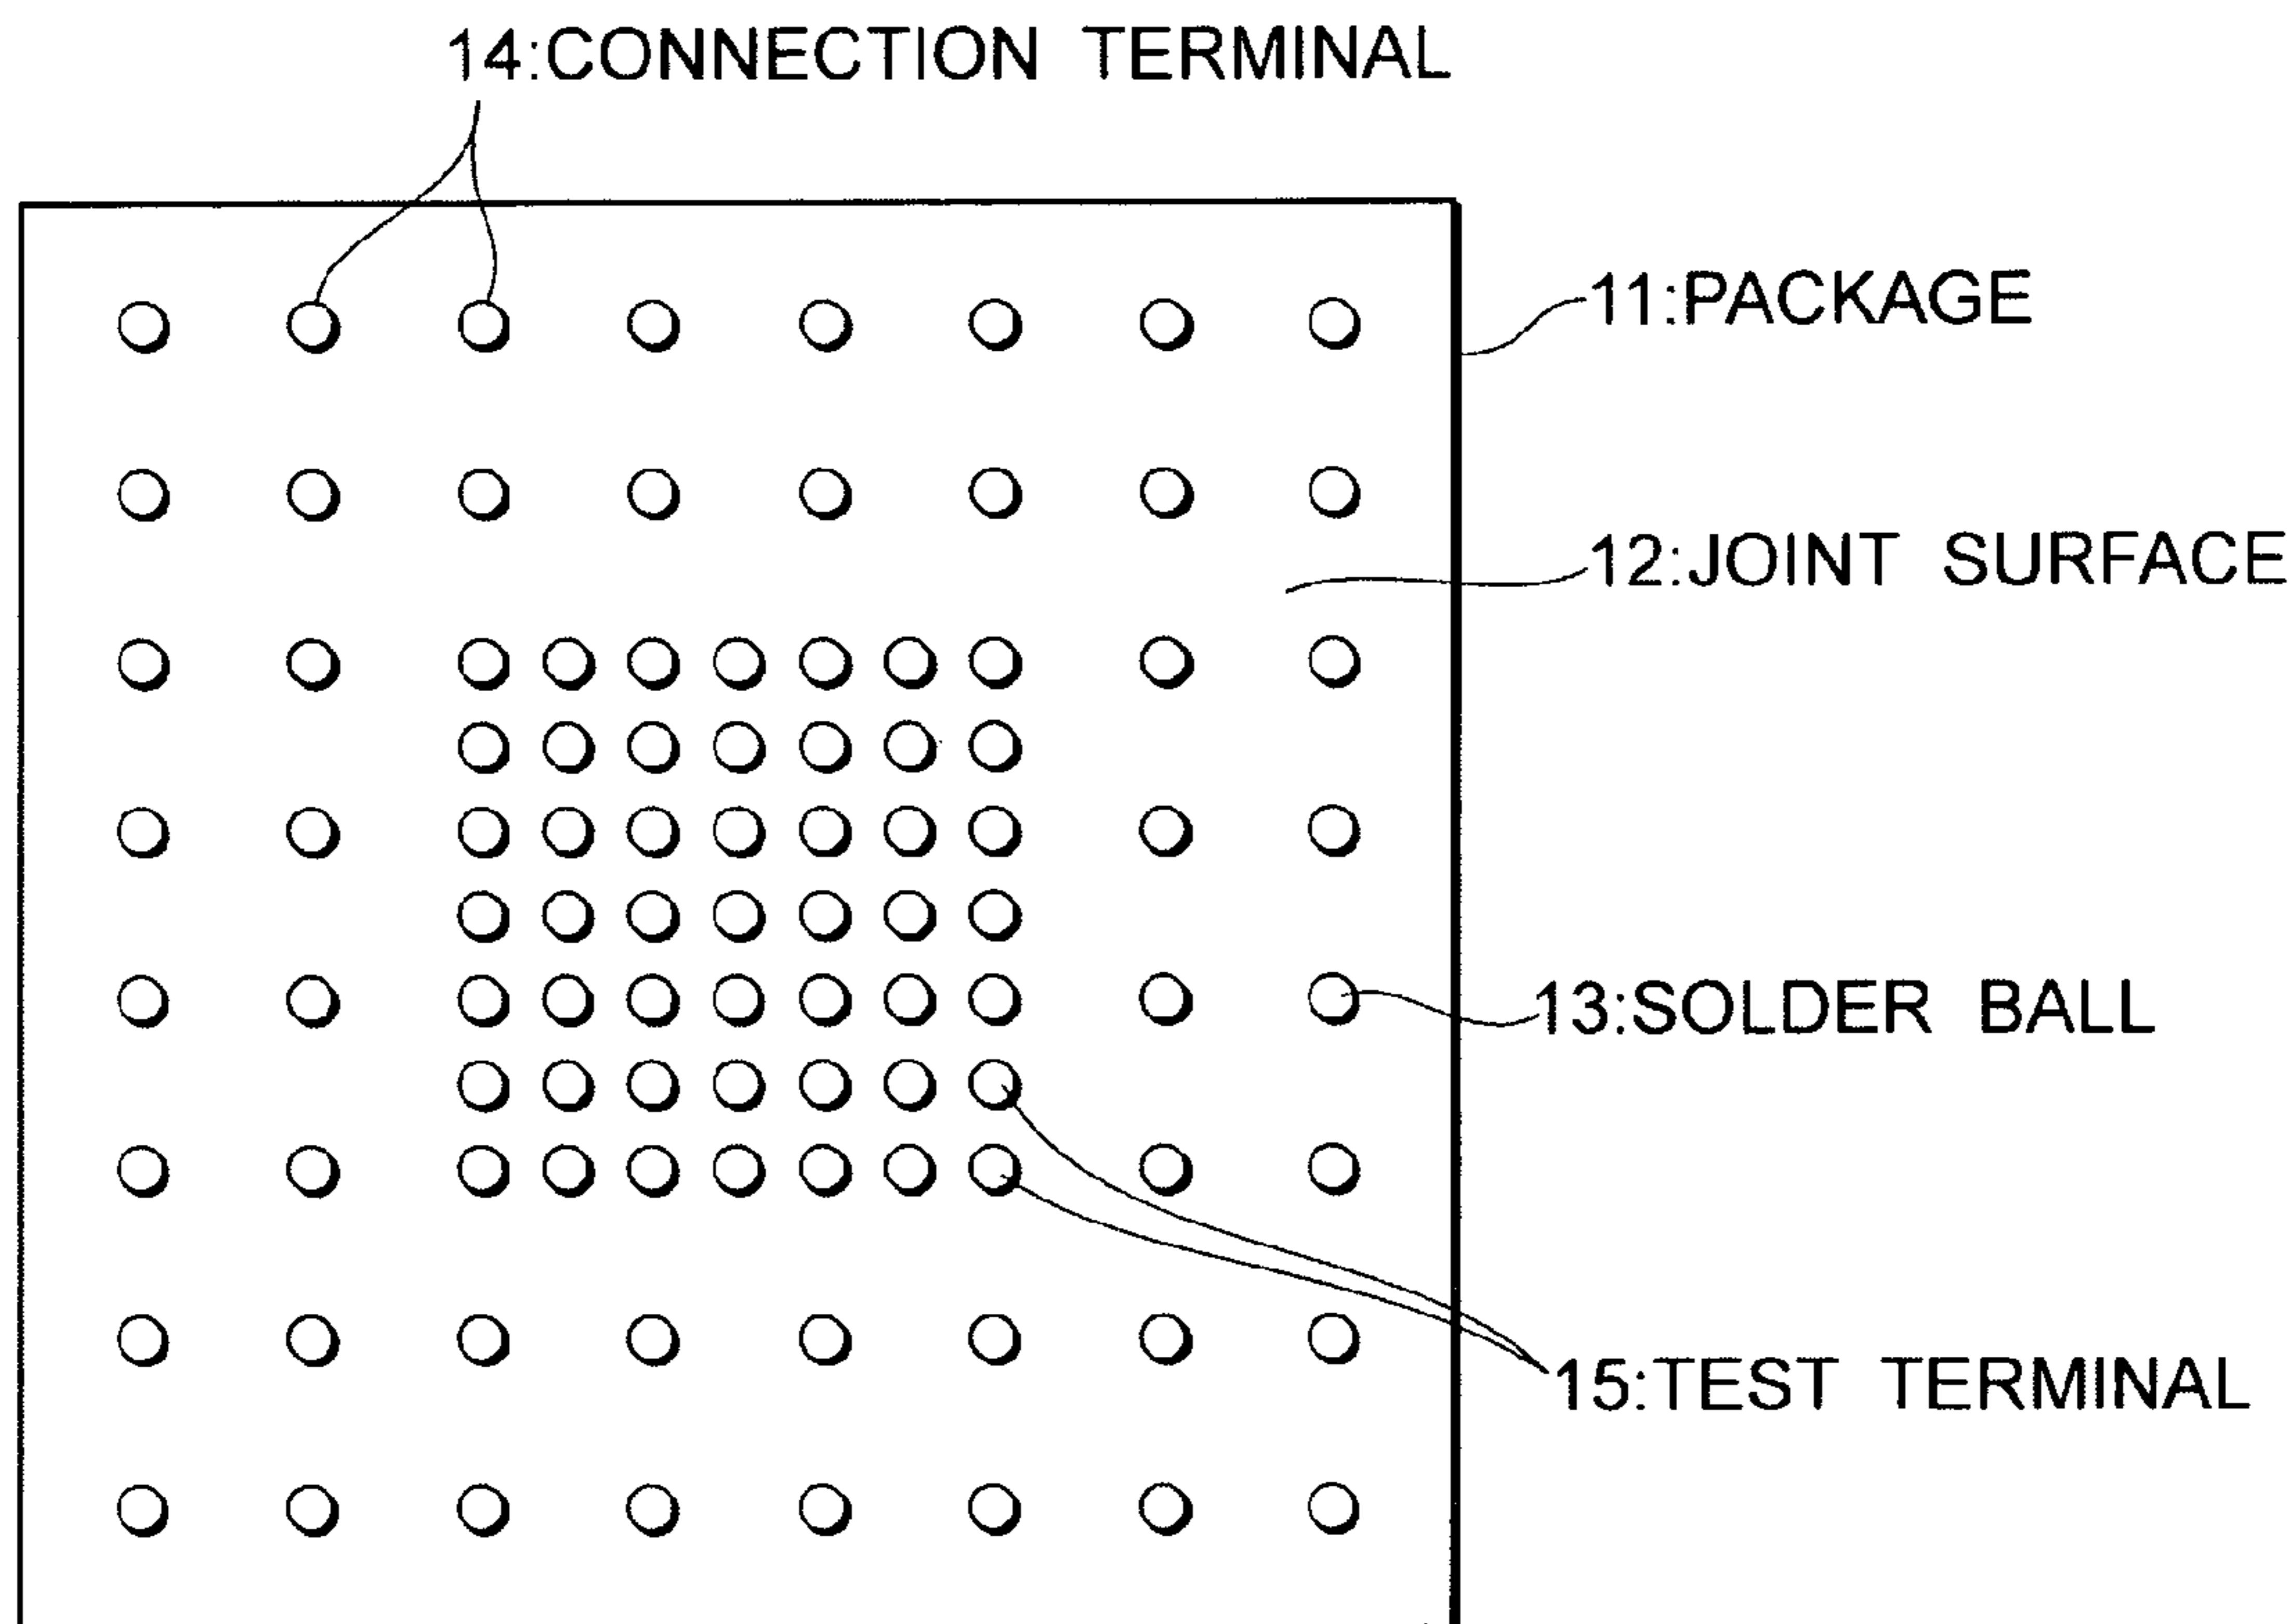 14:CONNECTION TERMINAL
11:PACKAGE
12:JOINT SURFACE
13:SOLDER BALL
15:TEST TERMINAL